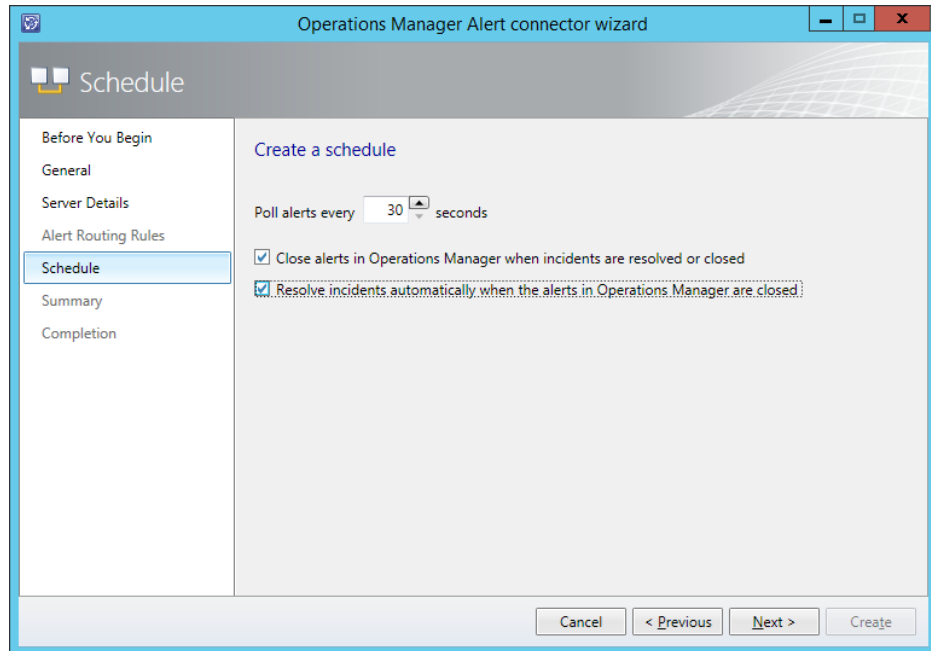 Operations Manager Alert connector wizard
Schedule
Before You Begin
General
Server Details
Alert Routing Rules
Schedule
Summary
Completion
Create a schedule
Poll alerts every 30 seconds
Close alerts in Operations Manager when incidents are resolved or closed
Resolve incidents automatically when the alerts in Operations Manager are closed
Cancel < Previous Next > Create